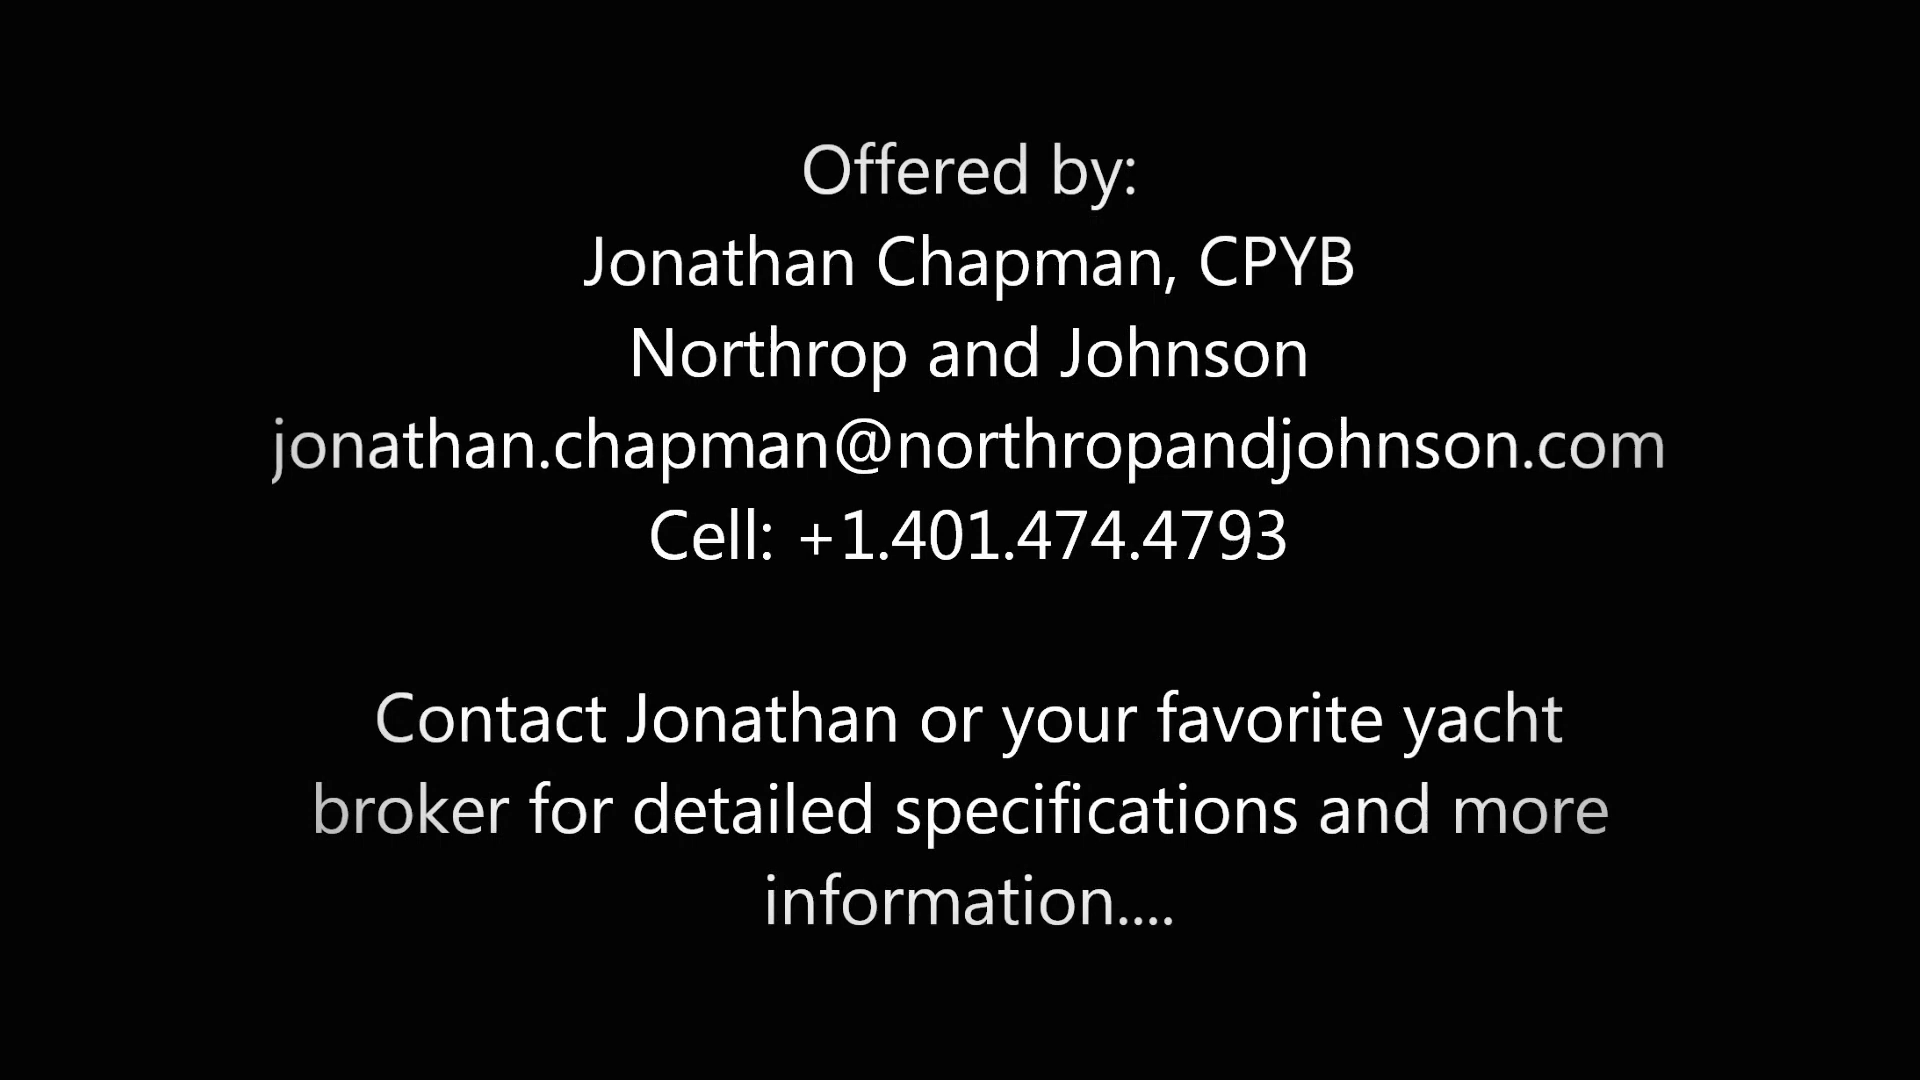 Offered by:
Jonathan Chapman, CPYB
Northrop and Johnson
jonathan.chapman@northropandjohnson.com
Cell: +1.401.474.4793
Contact Jonathan or your favorite yacht
broker for detailed specifications and more
information....